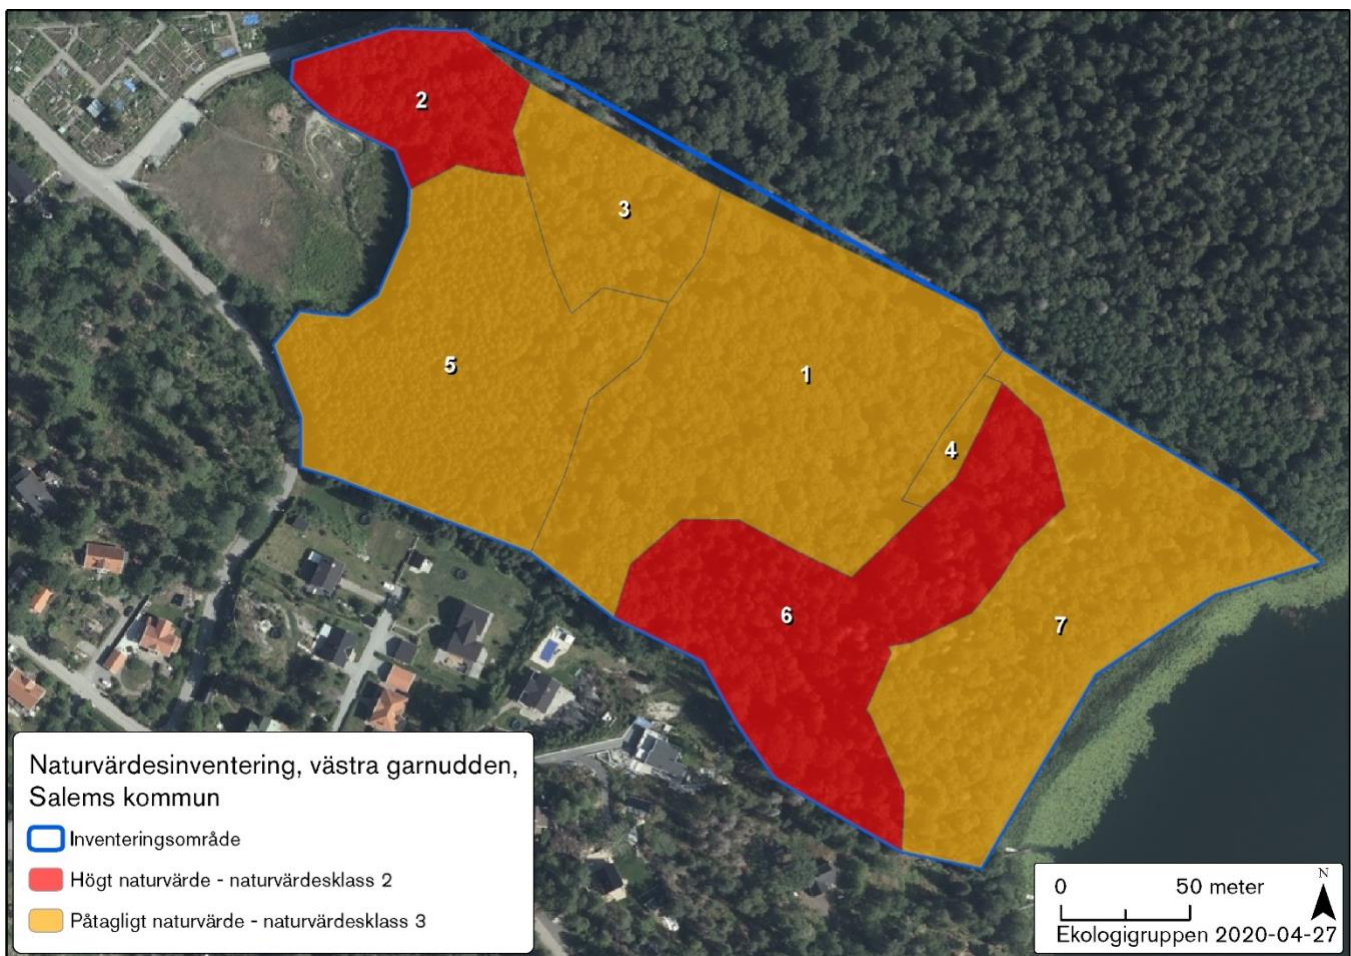 2
3
5
1
4
6
7
Naturvärdesinventering, västra garnudden,
Salems kommun
Inventeringsområde
Högt naturvärde - naturvärdesklass 2
Påtagligt naturvärde - naturvärdesklass 3
N
0 50 meter
Ekologigruppen 2020-04-27